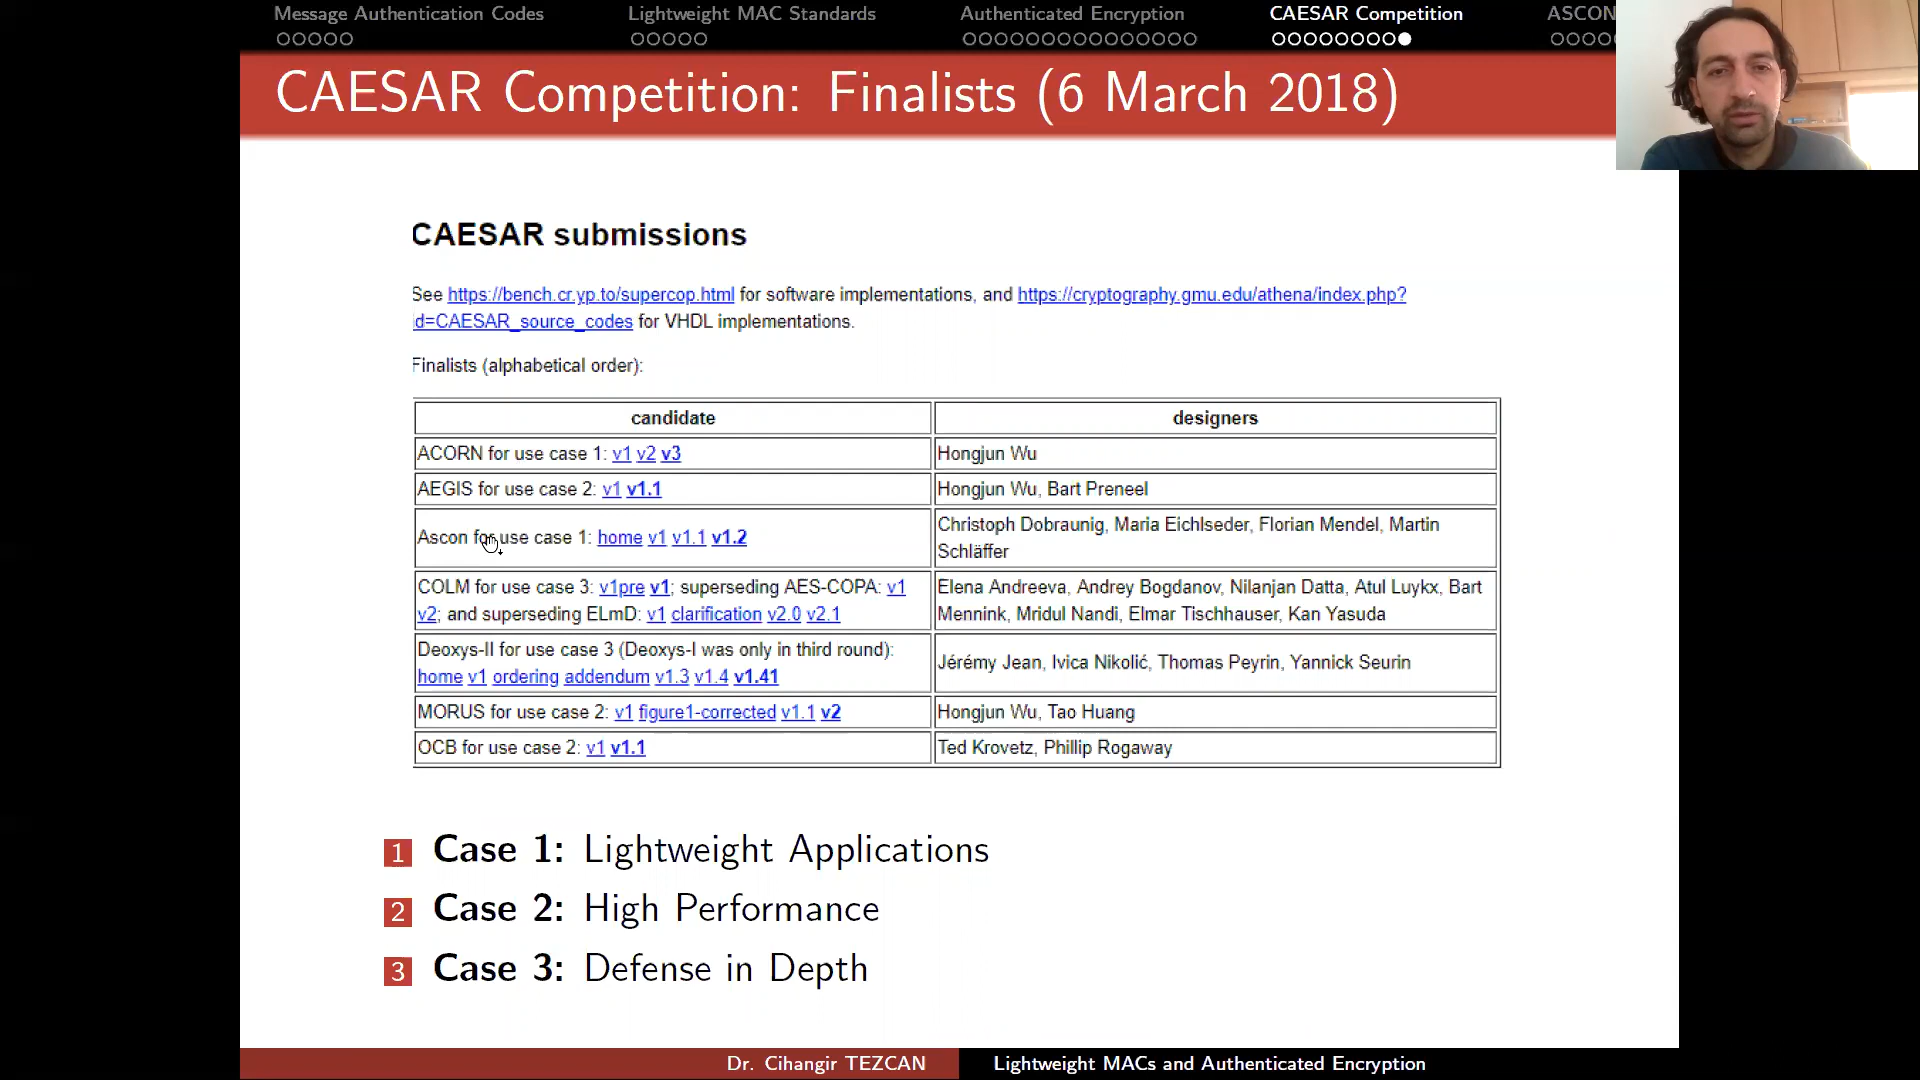 Message Authentication Codes
Lightweight MAC Standards
Authenticated Encryption
CAESAR Competition
ASCON
CAESAR Competition: Finalists (6 March 2018)
CAESAR submissions
See https://bench.cr.yp.to/supercop.html for software implementations, and https://cryptography.gmu.edu/athena/index.php?
id=CAESAR_source_codes for VHDL implementations.
Finalists (alphabetical order):
candidate designers
ACORN for use case 1: v1 v2 v3 Hongjun Wu
AEGIS for use case 2: v1 v1.1 Hongjun Wu, Bart Preneel
Ascon for use case 1: home v1 v1.1 v1.2
Christoph Dobraunig, Maria Eichlseder, Florian Mendel, Martin
Schläffer
COLM for use case 3: v1pre v1; superseding AES-COPA: v1
v2; and superseding ELmD: v1 clarification v2.0 v2.1
Elena Andreeva, Andrey Bogdanov, Nilanjan Datta, Atul Luykx, Bart
Mennink, Mridul Nandi, Elmar Tischhauser, Kan Yasuda
Deoxys-II for use case 3 (Deoxys-I was only in third round):
home v1 ordering addendum v1.3 v1.4 v1.41
Jérémy Jean, Ivica Nikolić, Thomas Peyrin, Yannick Seurin
MORUS for use case 2: v1 figure1-corrected v1.1 v2 Hongjun Wu, Tao Huang
OCB for use case 2: v1 v1.1 Ted Krovetz, Phillip Rogaway
1 Case 1: Lightweight Applications
2 Case 2: High Performance
3 Case 3: Defense in Depth
Dr. Cihangir TEZCAN
Lightweight MACs and Authenticated Encryption